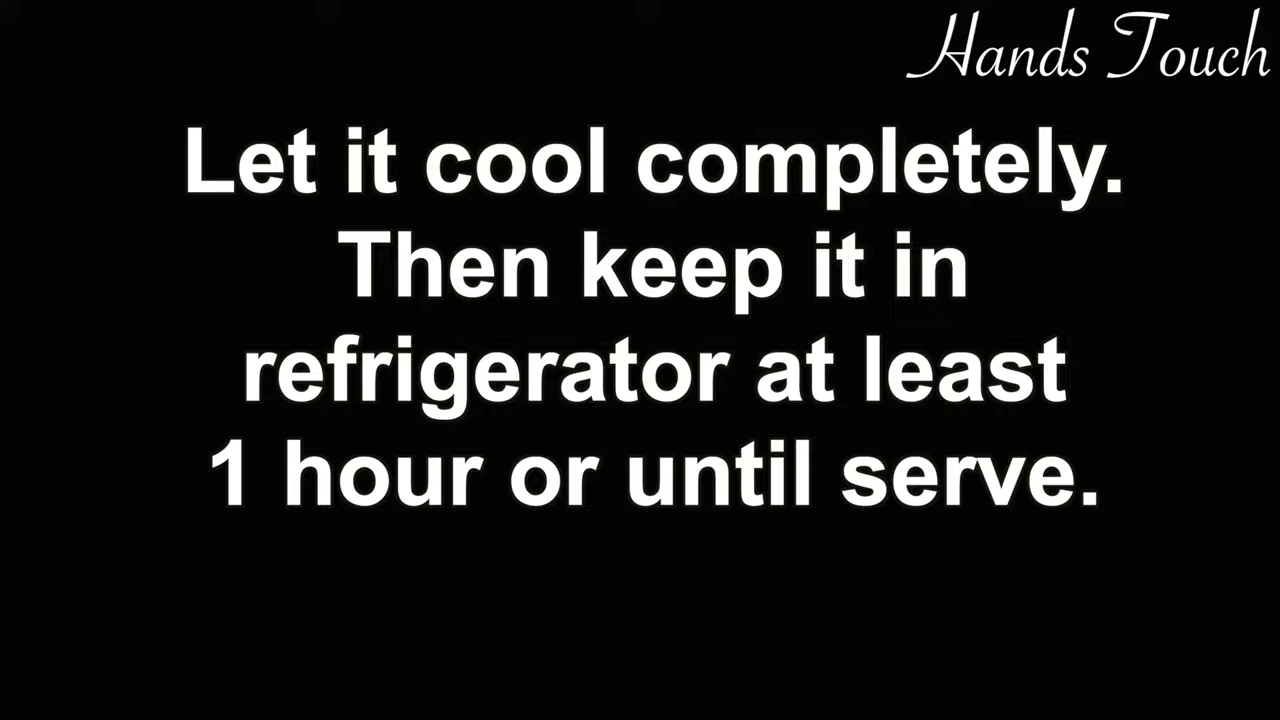 Hands Touch
Let it cool completely.
Then keep it in
refrigerator at least
1 hour or until serve.